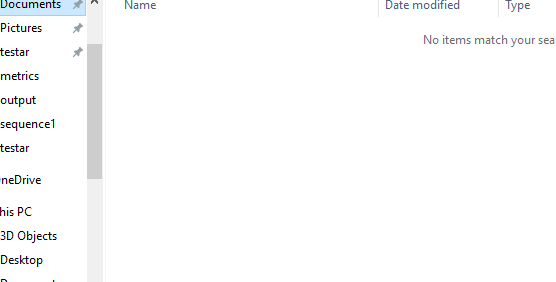 Documents
Pictures
testar
metrics
output
sequence1
testar
neDrive
his PC
3D Objects
Desktop
Name Date modified Type
No items match your sea